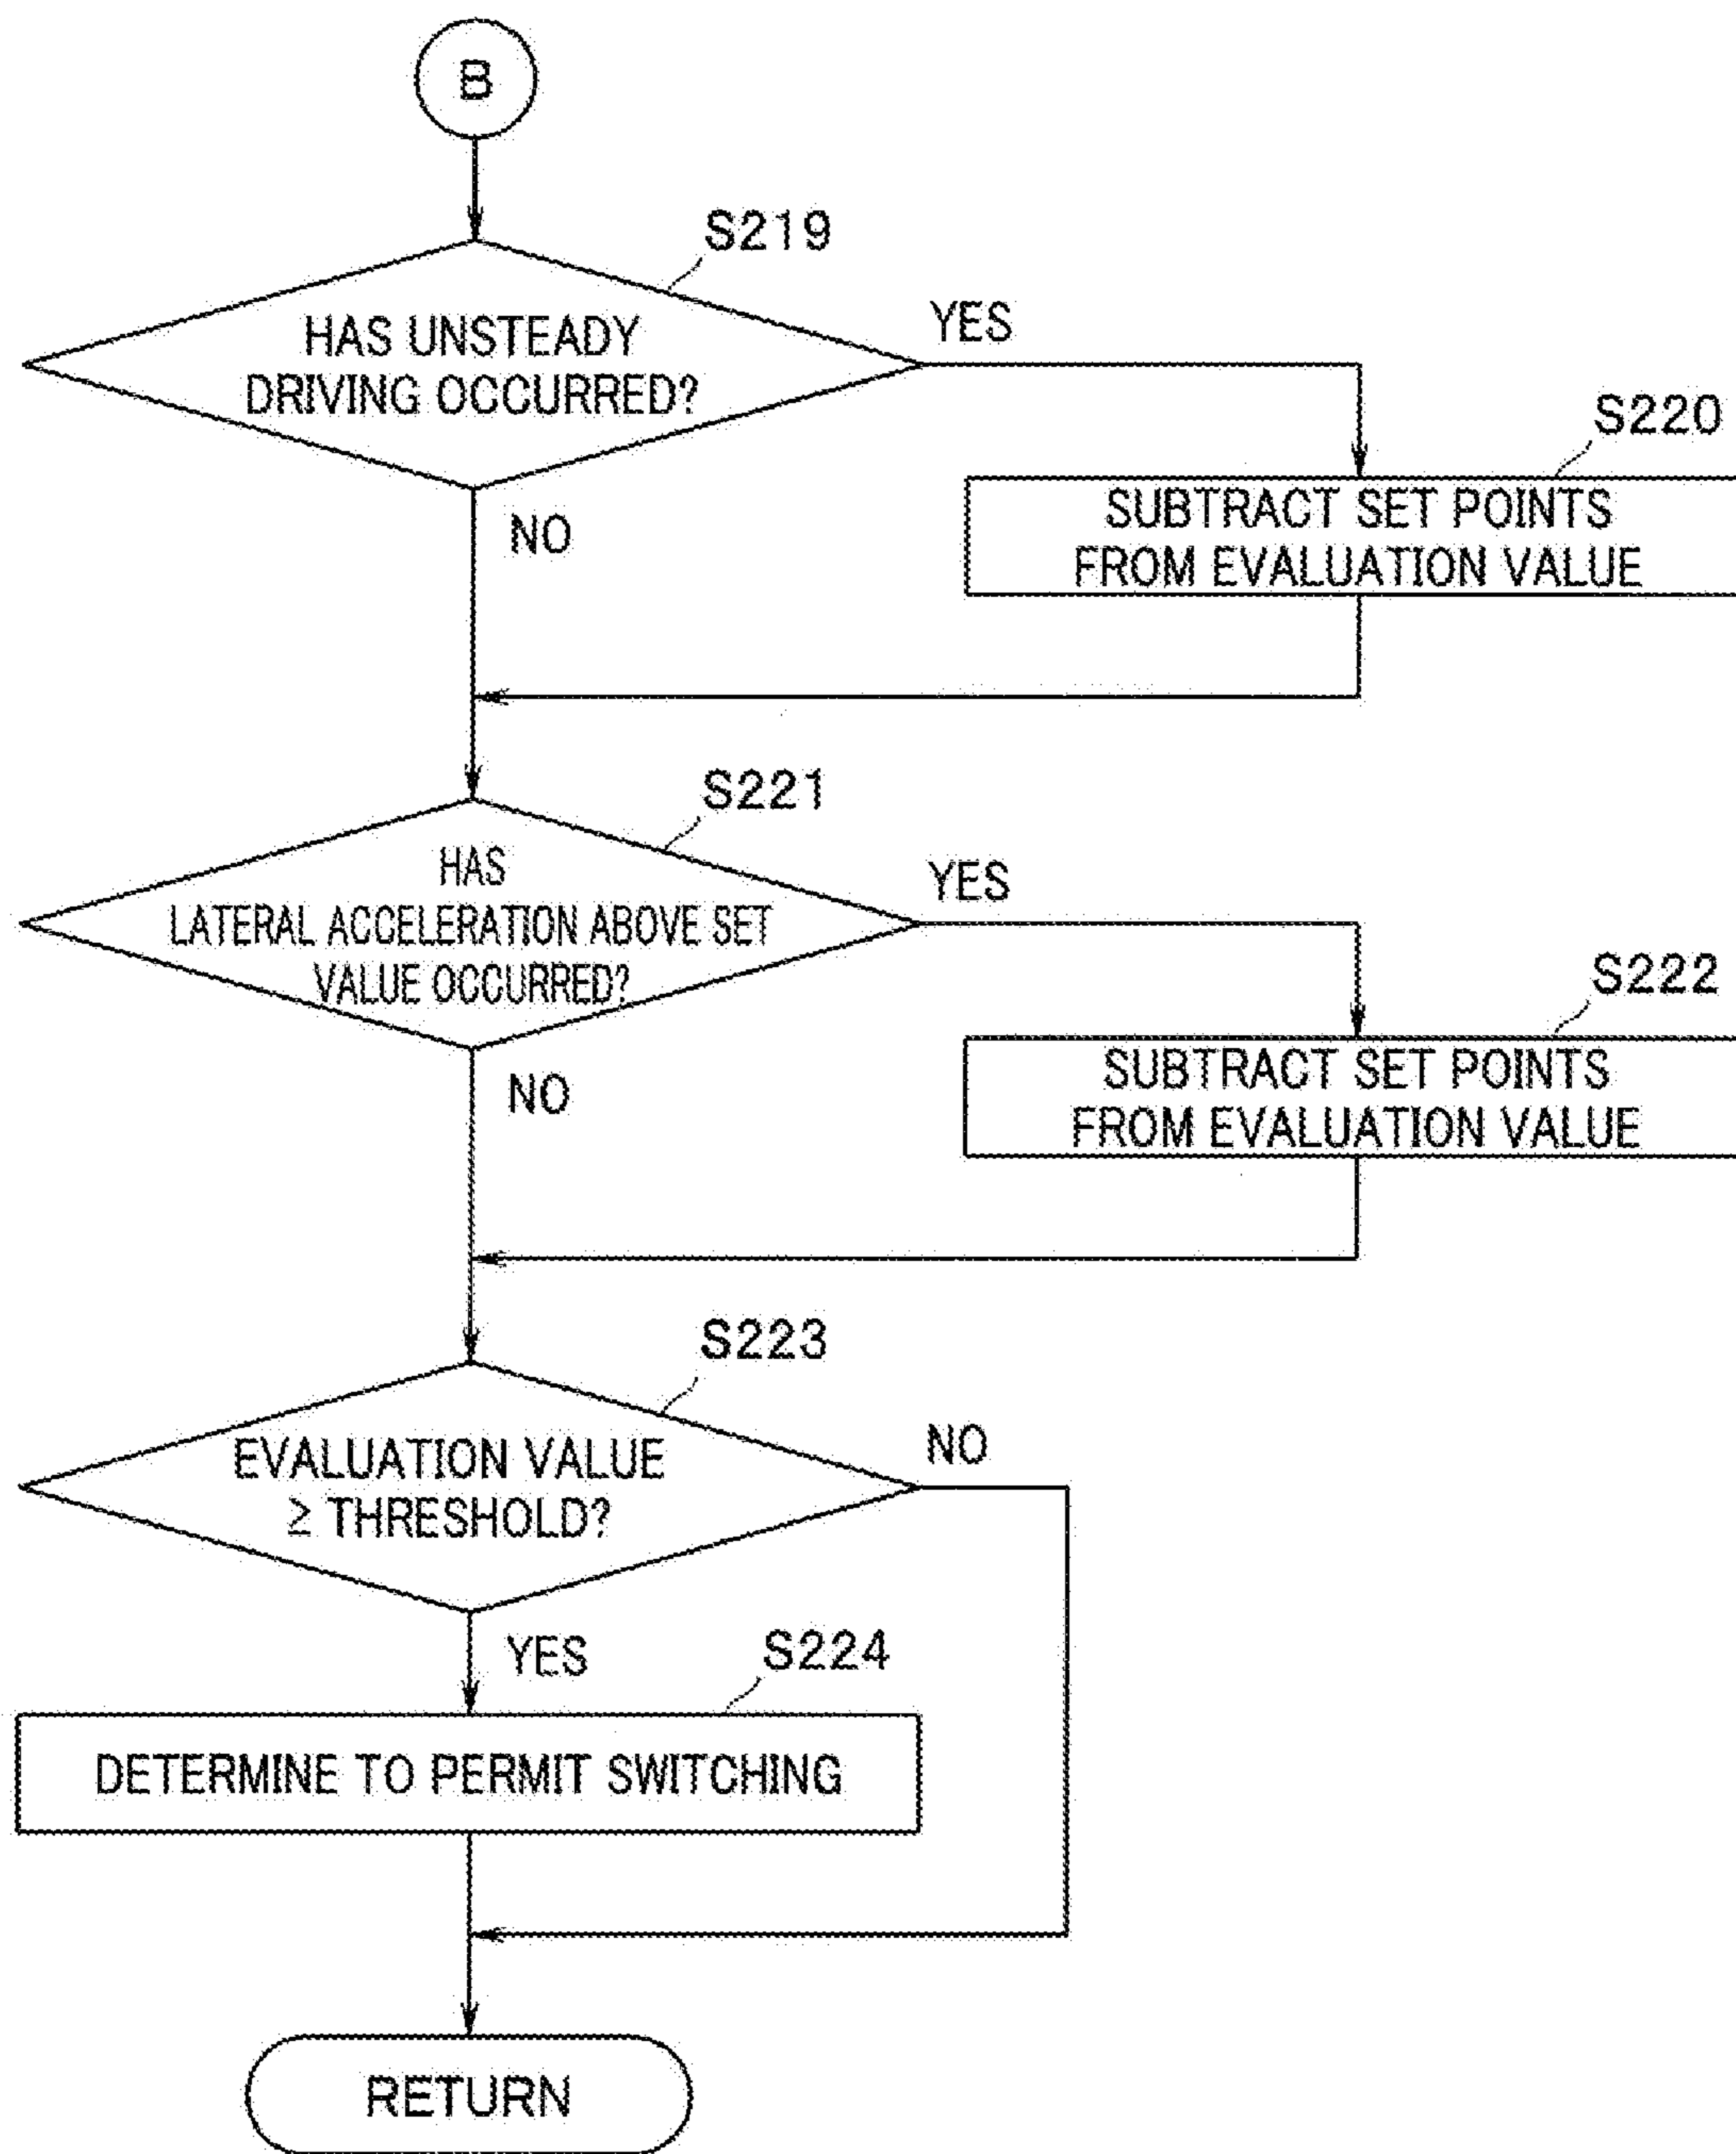 B
S219
HAS UNSTEADY
DRIVING OCCURRED?
YES
NO
S220
SUBTRACT SET POINTS
FROM EVALUATION VALUE
S221
HAS
LATERAL ACCELERATION ABOVE SET
VALUE OCCURRED?
YES
NO
S222
SUBTRACT SET POINTS
FROM EVALUATION VALUE
S223
EVALUATION VALUE
≥ THRESHOLD?
NO
YES
S224
DETERMINE TO PERMIT SWITCHING
RETURN